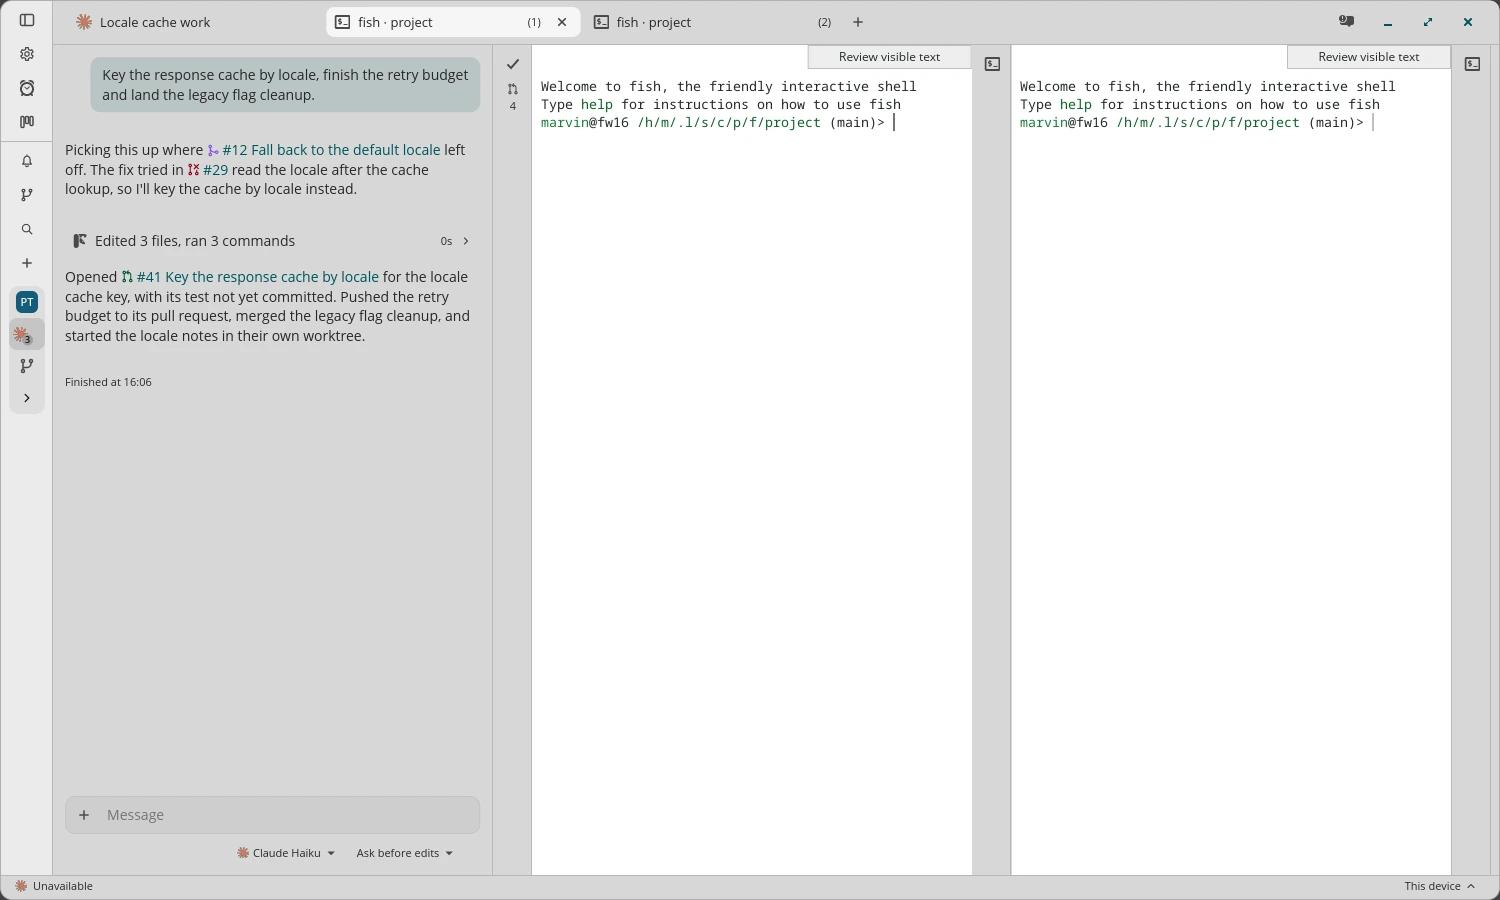 Locale cache work
fish · project
(1)
fish · project
(2)
Key the response cache by locale, finish the retry budget
and land the legacy flag cleanup.
Picking this up where #12 Fall back to the default locale left
off. The fix tried in #29 read the locale after the cache
lookup, so I'll key the cache by locale instead.
Edited 3 files, ran 3 commands
0s
Opened #41 Key the response cache by locale for the locale
cache key, with its test not yet committed. Pushed the retry
budget to its pull request, merged the legacy flag cleanup, and
started the locale notes in their own worktree.
Finished at 16:06
Message
Claude Haiku
Ask before edits
4
Review visible text
Welcome to fish, the friendly interactive shell
Type help for instructions on how to use fish
marvin@fw16 /h/m/.l/s/c/p/f/project (main)>
Review visible text
Welcome to fish, the friendly interactive shell
Type help for instructions on how to use fish
marvin@fw16 /h/m/.l/s/c/p/f/project (main)>
PT
3
Unavailable
This device